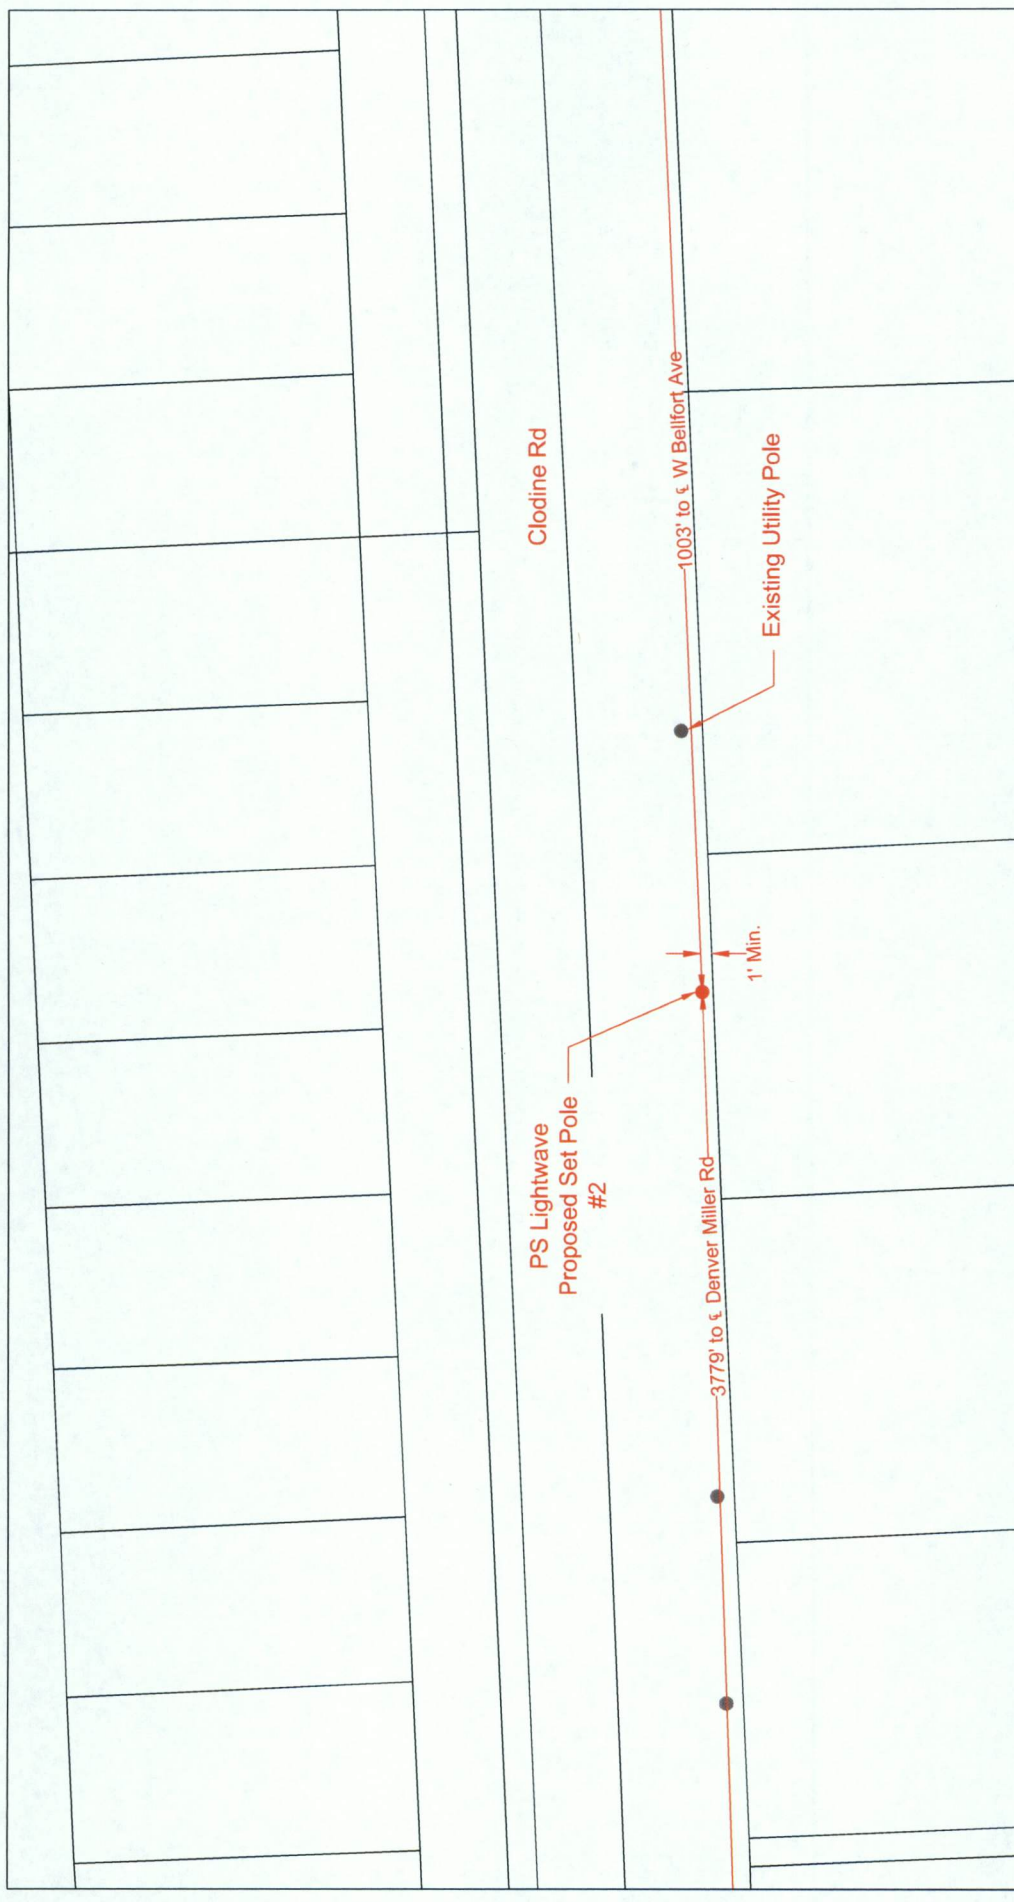 Clodine Rd
1003' to ℄ W Bellfort Ave
Existing Utility Pole
1' Min.
PS Lightwave
Proposed Set Pole
#2
3779' to ℄ Denver Miller Rd